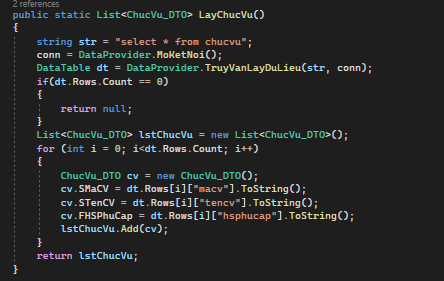 2 references
public static List<ChucVu_DTO> LayChucVu()
{
string str = "select * from chucvu";
conn = DataProvider.MoKetNoi();
DataTable dt = DataProvider.TruyVanLayDuLieu(str, conn);
if(dt.Rows.Count == 0)
{
return null;
}
List<ChucVu_DTO> lstChucVu = new List<ChucVu_DTO>();
for (int i = 0; i<dt.Rows.Count; i++)
{
ChucVu_DTO cv = new ChucVu_DTO();
cv.SMaCV = dt.Rows[i]["macv"].ToString();
cv.STenCV = dt.Rows[i]["tencv"].ToString();
cv.FHSPhuCap = dt.Rows[i]["hsphucap"].ToString();
lstChucVu.Add(cv);
}
return lstChucVu;
}